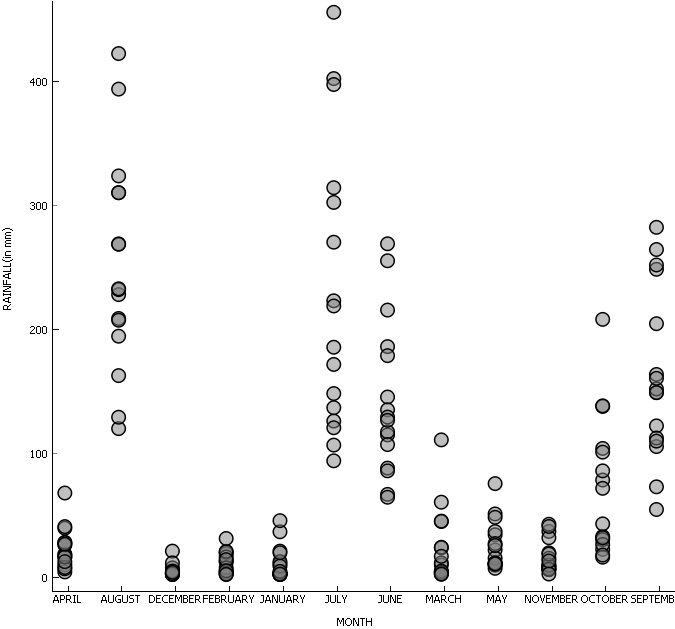 400
300
200
100
0
RAINFALL(in mm)
APRIL AUGUST DECEMBER FEBRUARY JANUARY JULY JUNE MARCH MAY NOVEMBER OCTOBER SEPTEMB
MONTH